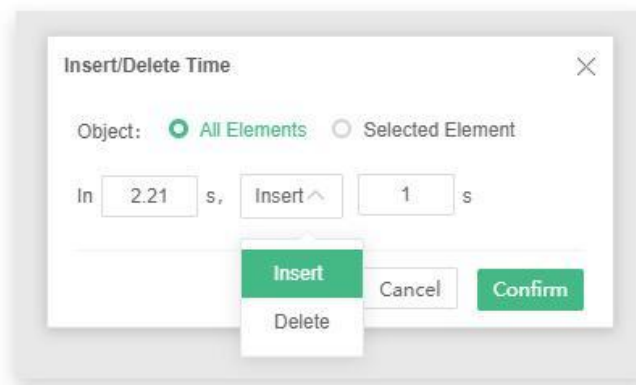 Insert/Delete Time
Object: All Elements Selected Element
In 2.21 s, Insert 1 s
Insert
Cancel Confirm
Delete